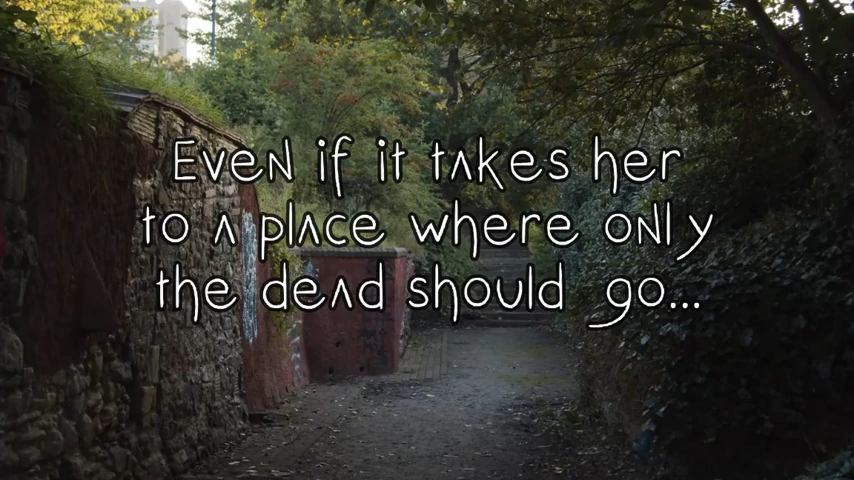 Even if it takes her
to a place where only
the dead should go...